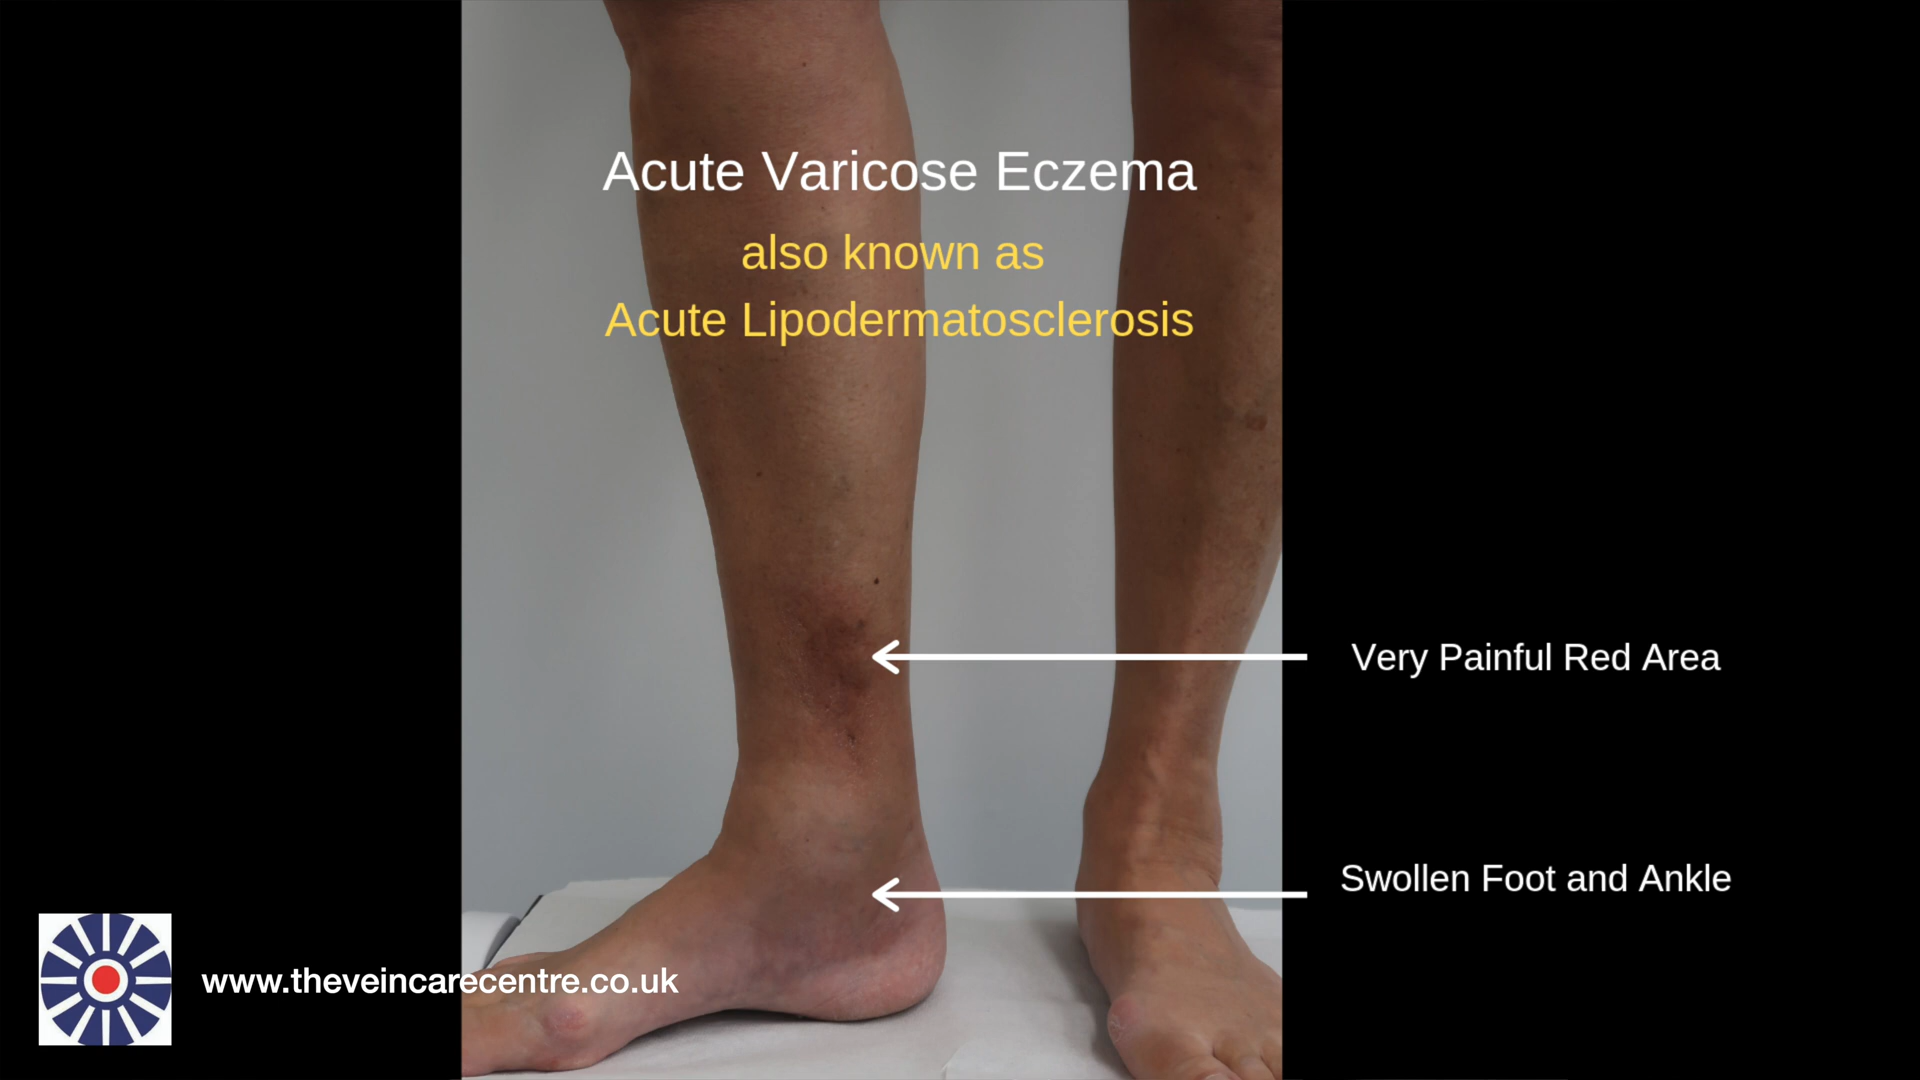 Acute Varicose Eczema
also known as
Acute Lipodermatosclerosis
Very Painful Red Area
Swollen Foot and Ankle
www.theveincarecentre.co.uk